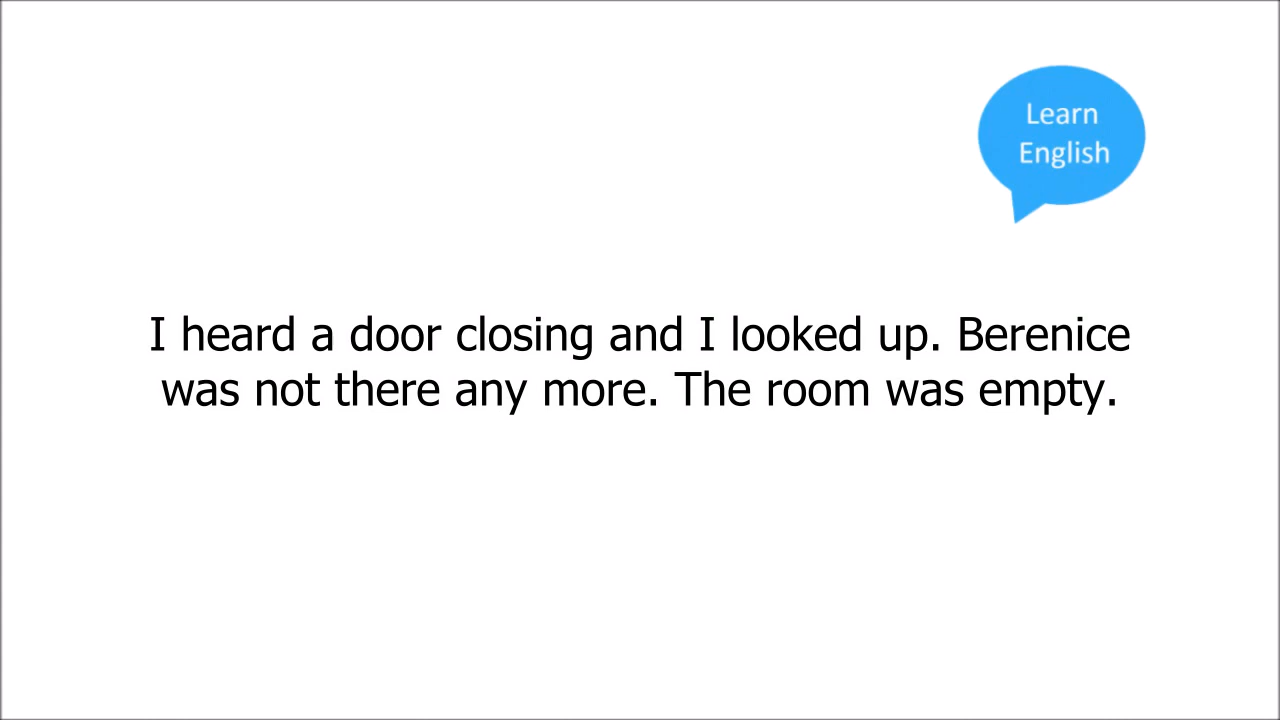 Learn
English
I heard a door closing and I looked up. Berenice
was not there any more. The room was empty.